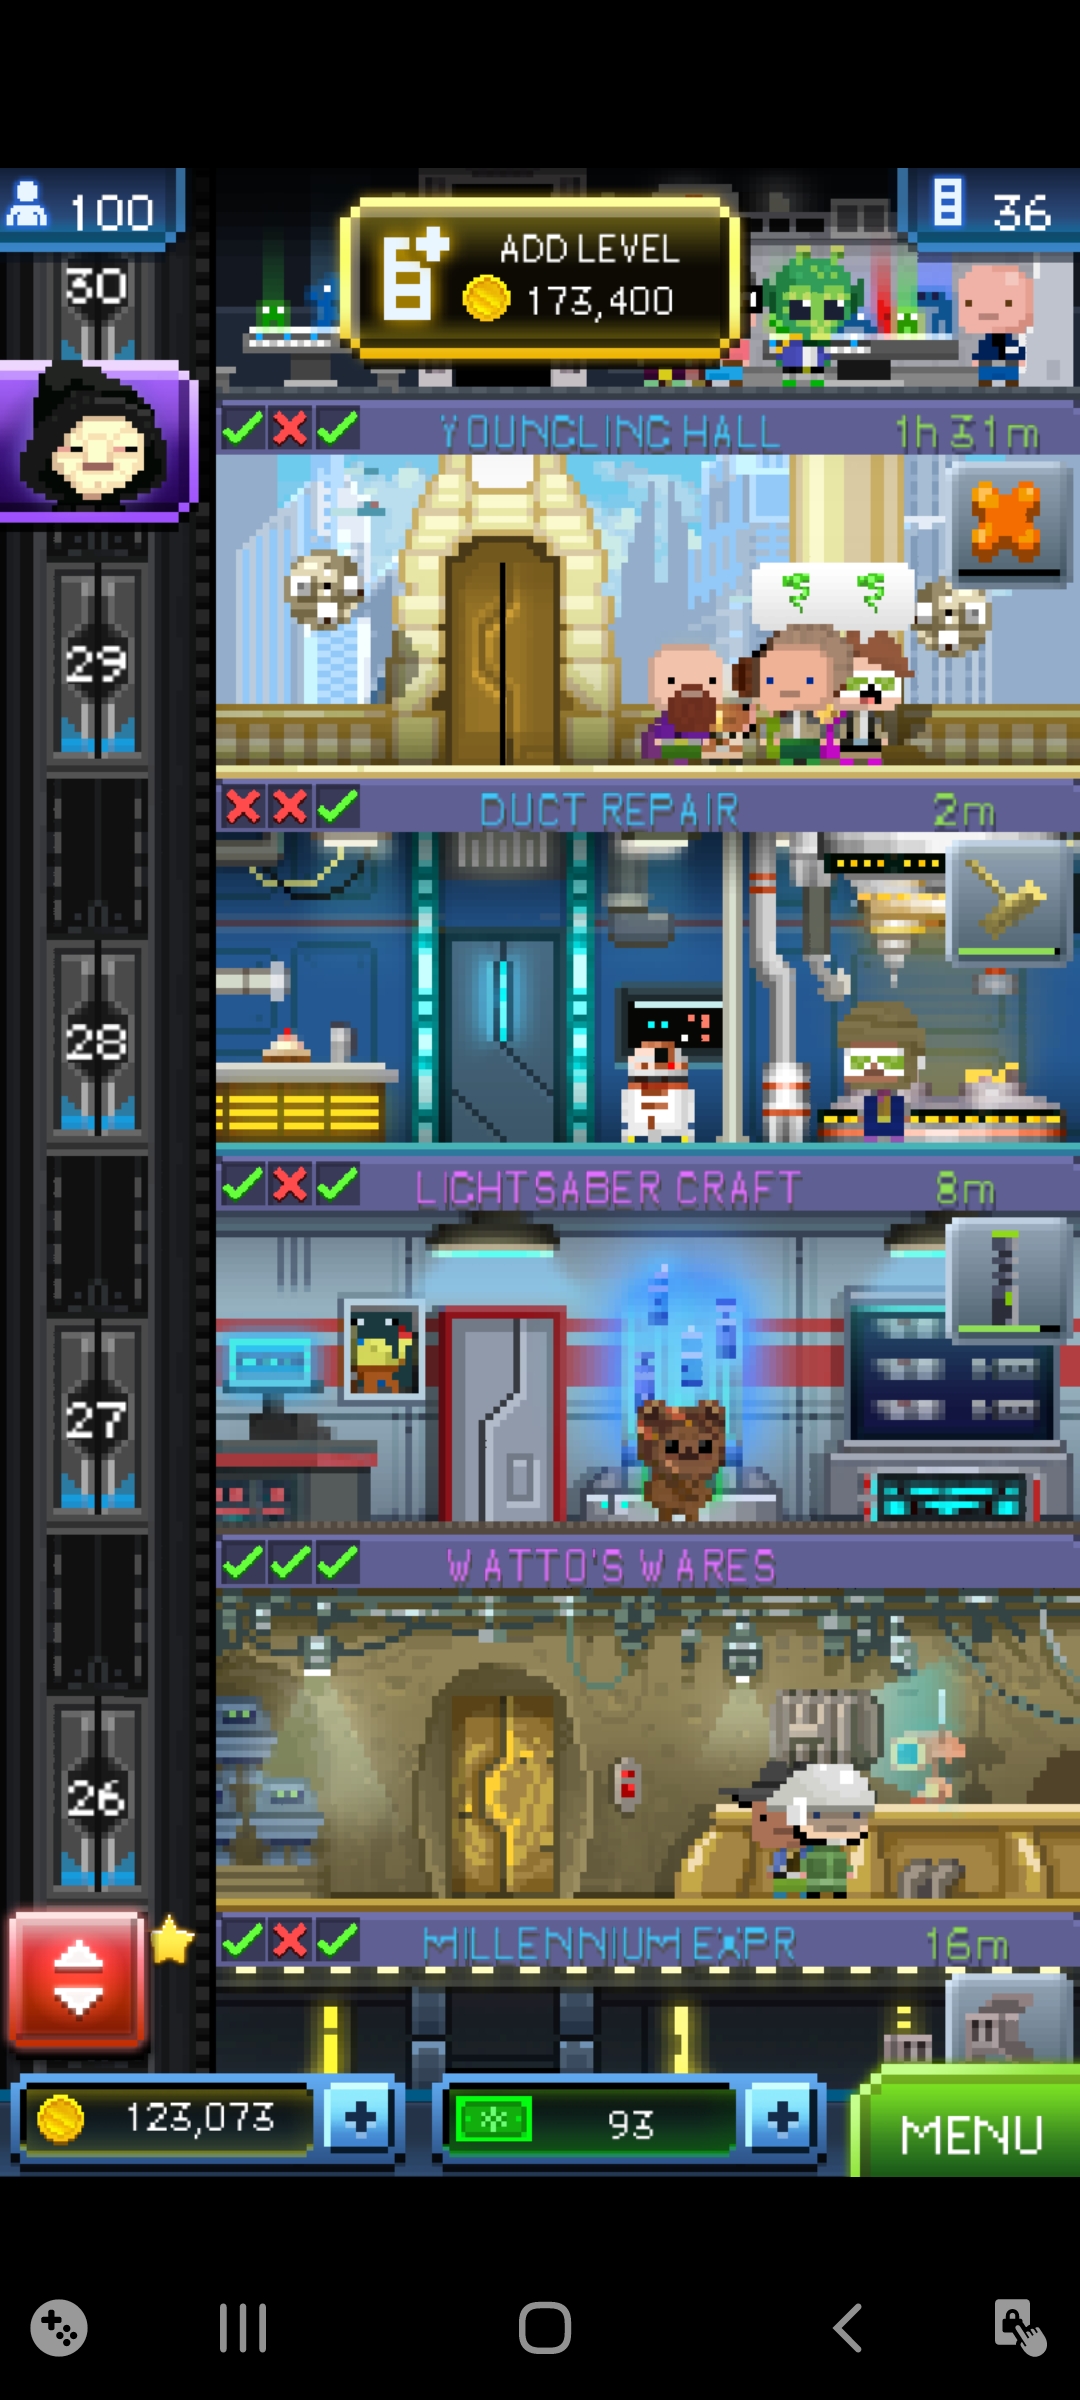 100
36
ADD LEVEL
173,400
30
YOUNGLING HALL 1h 31m
29
DUCT REPAIR 2m
28
LIGHTSABER CRAFT 8m
27
WATTO'S WARES
26
MILLENNIUM EXPR 16m
123,073
93
MENU